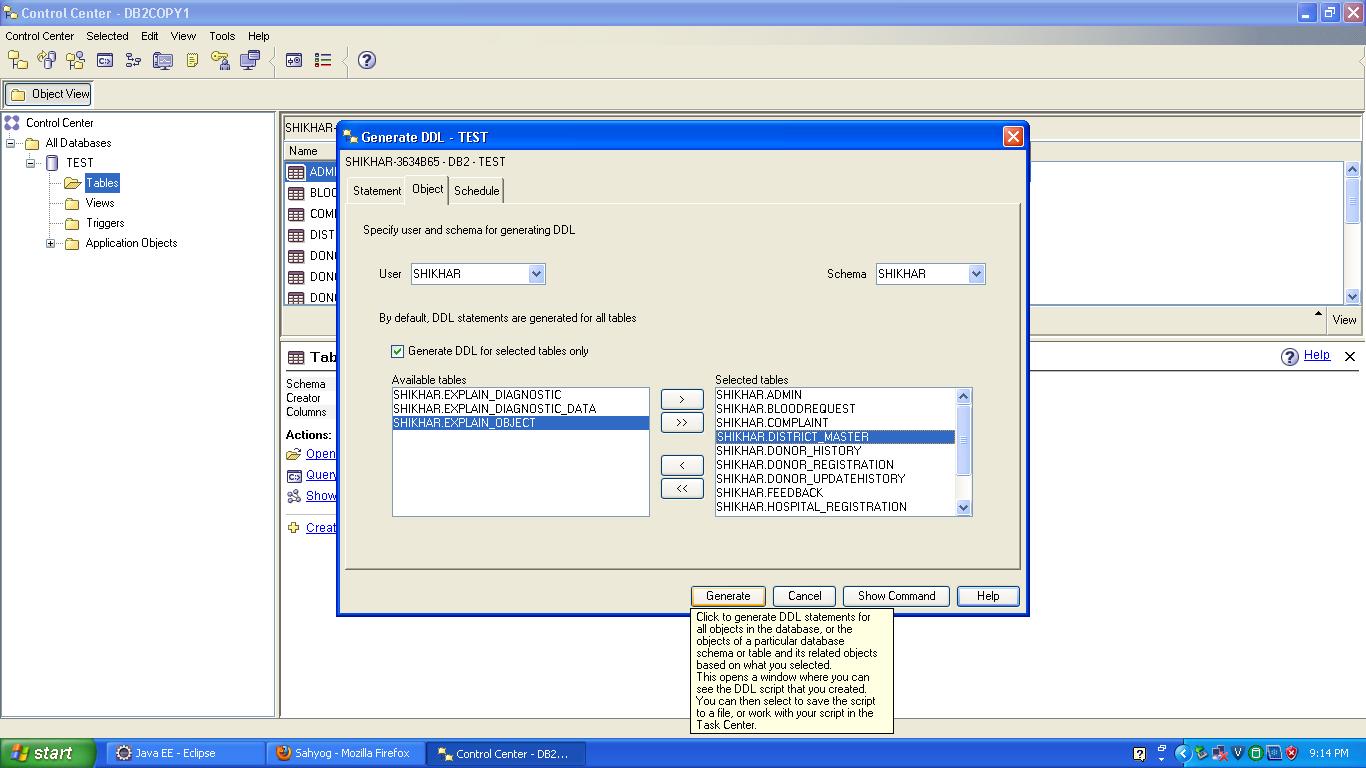 Control Center - DB2COPY1
Control Center Selected Edit View Tools Help
Object View
Control Center
All Databases
TEST
Tables
Views
Triggers
Application Objects
SHIKHAR-
Name
ADMI
BLOO
COMP
DIST
DONO
DONO
DONO
View
Tab
Help
Schema
Creator
Columns
Actions:
Open
Query
Show
Creat
Generate DDL - TEST
SHIKHAR-3634B65 - DB2 - TEST
Statement Object Schedule
Specify user and schema for generating DDL
User SHIKHAR Schema SHIKHAR
By default, DDL statements are generated for all tables
Generate DDL for selected tables only
Available tables
SHIKHAR.EXPLAIN_DIAGNOSTIC
SHIKHAR.EXPLAIN_DIAGNOSTIC_DATA
SHIKHAR.EXPLAIN_OBJECT
>
>>
<
<<
Selected tables
SHIKHAR.ADMIN
SHIKHAR.BLOODREQUEST
SHIKHAR.COMPLAINT
SHIKHAR.DISTRICT_MASTER
SHIKHAR.DONOR_HISTORY
SHIKHAR.DONOR_REGISTRATION
SHIKHAR.DONOR_UPDATEHISTORY
SHIKHAR.FEEDBACK
SHIKHAR.HOSPITAL_REGISTRATION
Generate Cancel Show Command Help
Click to generate DDL statements for
all objects in the database, or the
objects of a particular database
schema or table and its related objects
based on what you selected.
This opens a window where you can
see the DDL script that you created.
You can then select to save the script
to a file, or work with your script in the
Task Center.
start Java EE - Eclipse Sahyog - Mozilla Firefox Control Center - DB2... 9:14 PM